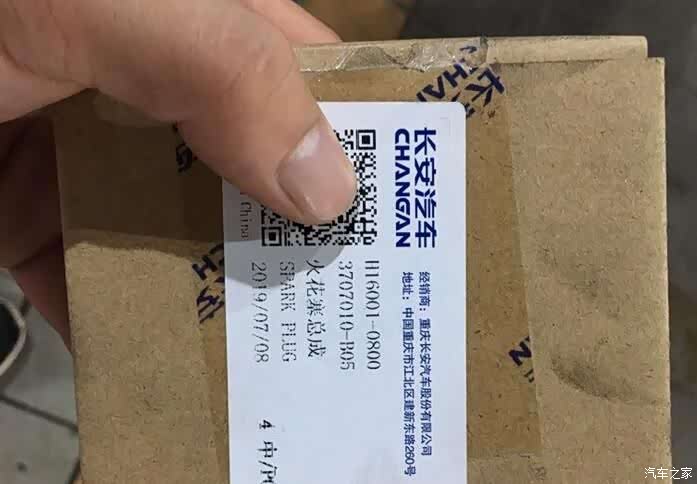 长安汽车
CHANGAN
经销商：重庆长安汽车股份有限公司
地址：中国重庆市江北区建新东路260号
H16001-0800
3707010-B05
火花塞总成
SPARK PLUG
2019/07/08
China
汽车之家